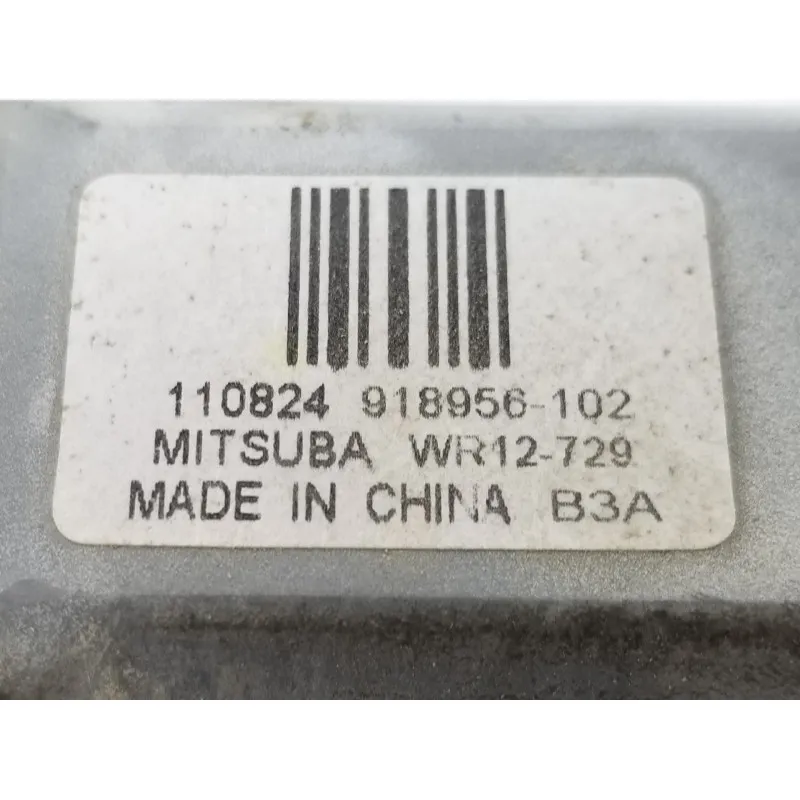 110824 918956-102
MITSUBA WR12-729
MADE IN CHINA B3A